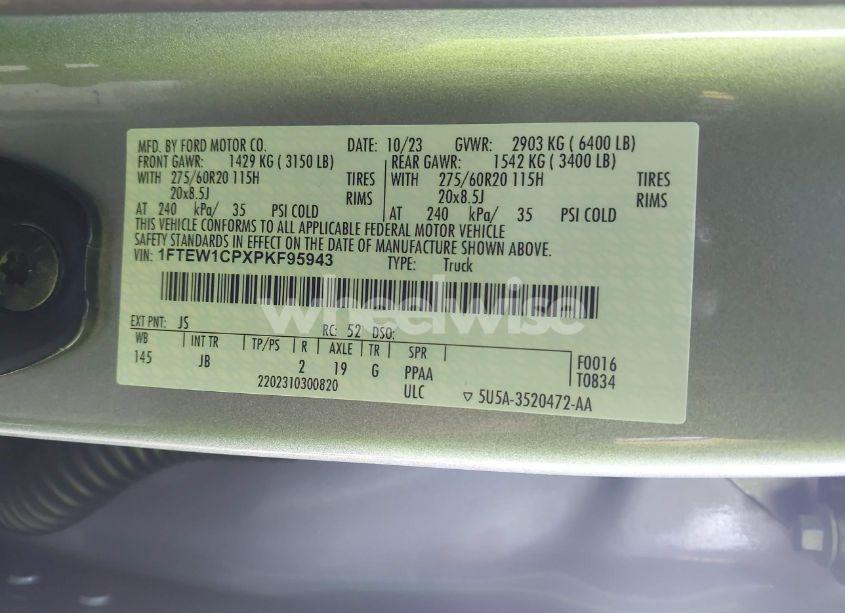 MFD. BY FORD MOTOR CO. DATE: 10/23 GVWR: 2903 KG ( 6400 LB)
FRONT GAWR: 1429 KG ( 3150 LB) REAR GAWR: 1542 KG ( 3400 LB)
WITH 275/60R20 115H TIRES WITH 275/60R20 115H TIRES
20x8.5J RIMS 20x8.5J RIMS
AT 240 kPa/ 35 PSI COLD AT 240 kPa/ 35 PSI COLD
THIS VEHICLE CONFORMS TO ALL APPLICABLE FEDERAL MOTOR VEHICLE
SAFETY STANDARDS IN EFFECT ON THE DATE OF MANUFACTURE SHOWN ABOVE.
VIN: 1FTEW1CPXPKF95943 TYPE: Truck
wheelwise
EXT PNT: JS RC: 52 DSO:
WB INT TR TP/PS R AXLE TR SPR F0016
145 JB 2 19 G PPAA T0834
2202310300820 ULC ▽ 5U5A-3520472-AA